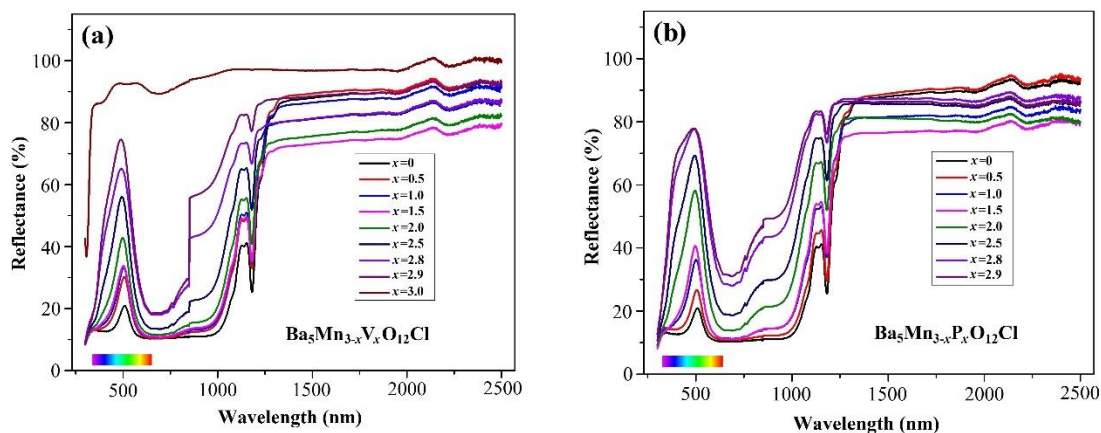 (a)
100
80
60
40
20
0
Reflectance (%)
x=0
x=0.5
x=1.0
x=1.5
x=2.0
x=2.5
x=2.8
x=2.9
x=3.0
Ba₅Mn₃₋ₓVₓO₁₂Cl
500 1000 1500 2000 2500
Wavelength (nm)
(b)
100
80
60
40
20
0
Reflectance (%)
x=0
x=0.5
x=1.0
x=1.5
x=2.0
x=2.5
x=2.8
x=2.9
Ba₅Mn₃₋ₓPₓO₁₂Cl
500 1000 1500 2000 2500
Wavelength (nm)